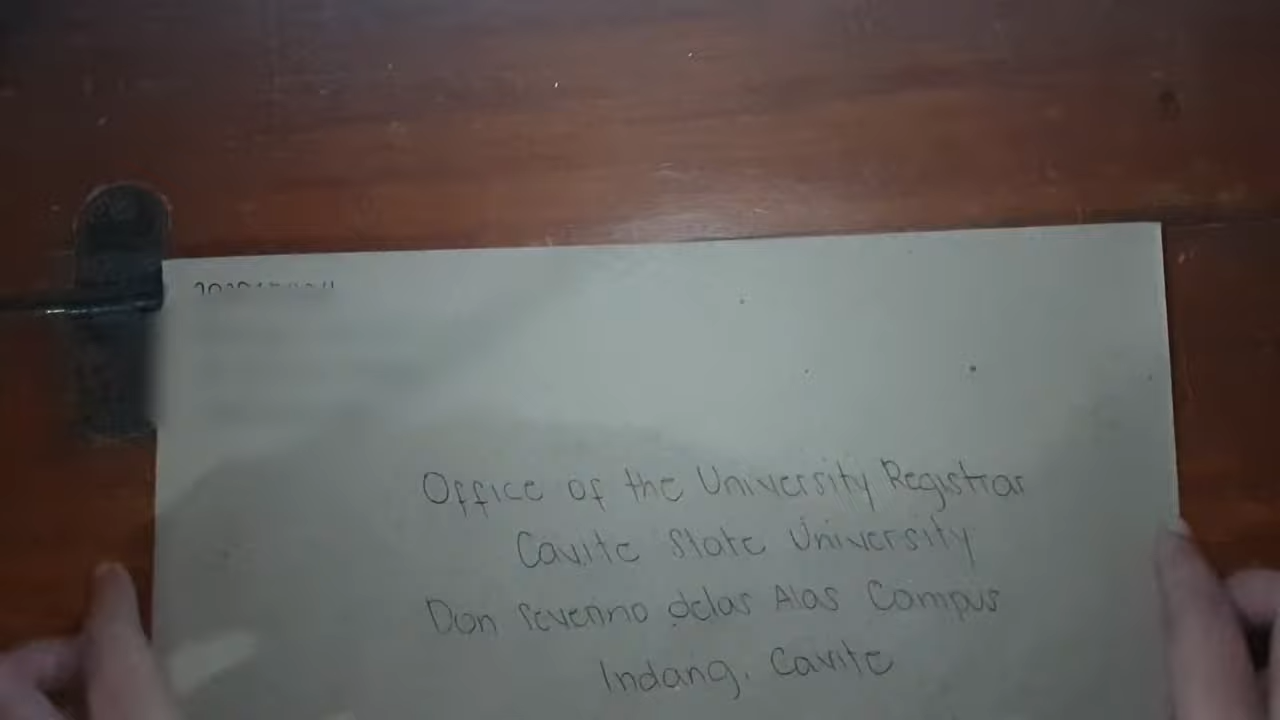 Office of the University Registrar
Cavite State University
Don Severino delas Alas Campus
Indang, Cavite